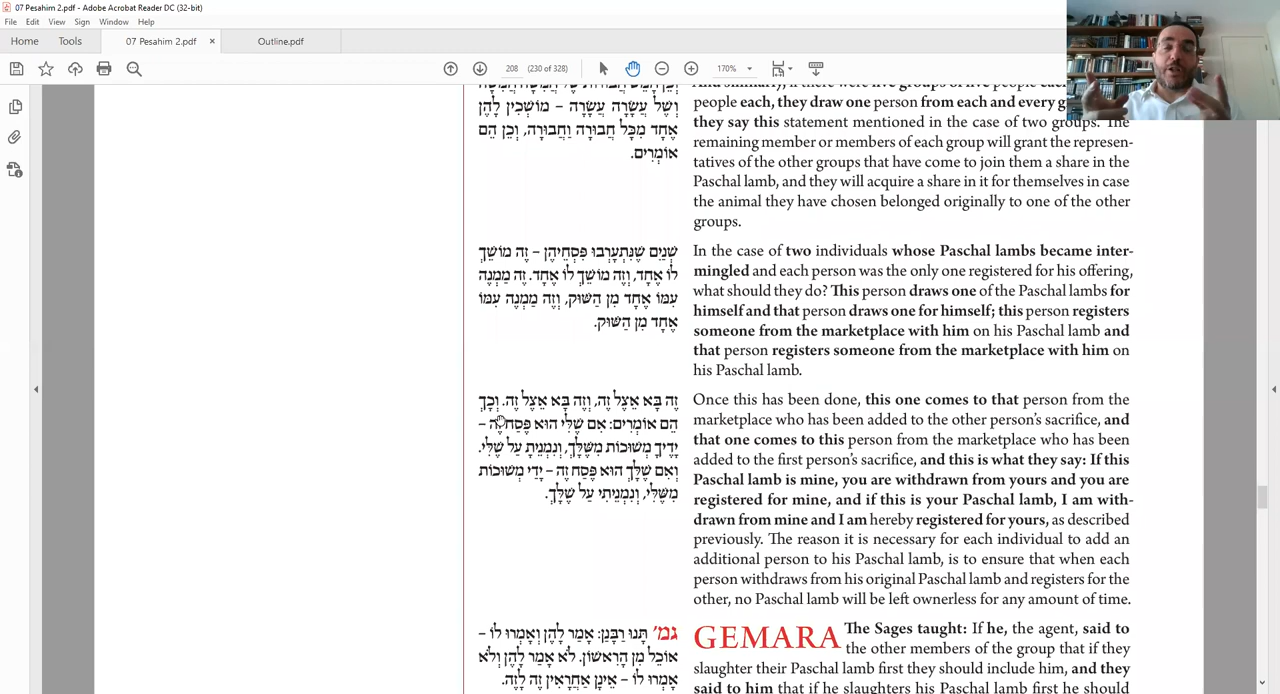 07 Pesahim 2.pdf - Adobe Acrobat Reader DC (32-bit)
File Edit View Sign Window Help
Home Tools 07 Pesahim 2.pdf × Outline.pdf
208 (230 of 328) 170%
וְשֶׁל עֲשָׂרָה עֲשָׂרָה – מוֹשְׁכִין לָהֶן
אֶחָד מִכׇּל חֲבוּרָה וַחֲבוּרָה, וְכֵן הֵם
אוֹמְרִים.
people each, they draw one person from each and every
they say this statement mentioned in the case of two groups. The
remaining member or members of each group will grant the represen-
tatives of the other groups that have come to join them a share in the
Paschal lamb, and they will acquire a share in it for themselves in case
the animal they have chosen belonged originally to one of the other
groups.
שְׁנַיִם שֶׁנִּתְעָרְבוּ פִּסְחֵיהֶן – זֶה מוֹשֵׁךְ
לוֹ אֶחָד, וְזֶה מוֹשֵׁךְ לוֹ אֶחָד. זֶה מְמַנֶּה
עִמּוֹ אֶחָד מִן הַשּׁוּק, וְזֶה מְמַנֶּה עִמּוֹ
אֶחָד מִן הַשּׁוּק.
In the case of two individuals whose Paschal lambs became inter-
mingled and each person was the only one registered for his offering,
what should they do? This person draws one of the Paschal lambs for
himself and that person draws one for himself; this person registers
someone from the marketplace with him on his Paschal lamb and
that person registers someone from the marketplace with him on
his Paschal lamb.
זֶה בָּא אֵצֶל זֶה, וְזֶה בָּא אֵצֶל זֶה. וְכָךְ
הֵם אוֹמְרִים: אִם שֶׁלִּי הוּא פֶּסַח זֶה –
יָדֶיךָ מְשׁוּכוֹת מִשֶּׁלְּךָ, וְנִמְנֵיתָ עַל שֶׁלִּי.
וְאִם שֶׁלְּךָ הוּא פֶּסַח זֶה – יָדַי מְשׁוּכוֹת
מִשֶּׁלִּי, וְנִמְנֵיתִי עַל שֶׁלְּךָ.
Once this has been done, this one comes to that person from the
marketplace who has been added to the other person's sacrifice, and
that one comes to this person from the marketplace who has been
added to the first person's sacrifice, and this is what they say: If this
Paschal lamb is mine, you are withdrawn from yours and you are
registered for mine, and if this is your Paschal lamb, I am with-
drawn from mine and I am hereby registered for yours, as described
previously. The reason it is necessary for each individual to add an
additional person to his Paschal lamb, is to ensure that when each
person withdraws from his original Paschal lamb and registers for the
other, no Paschal lamb will be left ownerless for any amount of time.
גמ׳ תָּנוּ רַבָּנַן: אָמַר לָהֶן וְאָמְרוּ לוֹ –
אוֹכֵל מִן הָרִאשׁוֹן. לֹא אָמַר לָהֶן וְלֹא
אָמְרוּ לוֹ – אֵינָן אַחֲרָאִין זֶה לָזֶה.
GEMARA The Sages taught: If he, the agent, said to
the other members of the group that if they
slaughter their Paschal lamb first they should include him, and they
said to him that if he slaughters his Paschal lamb first he should